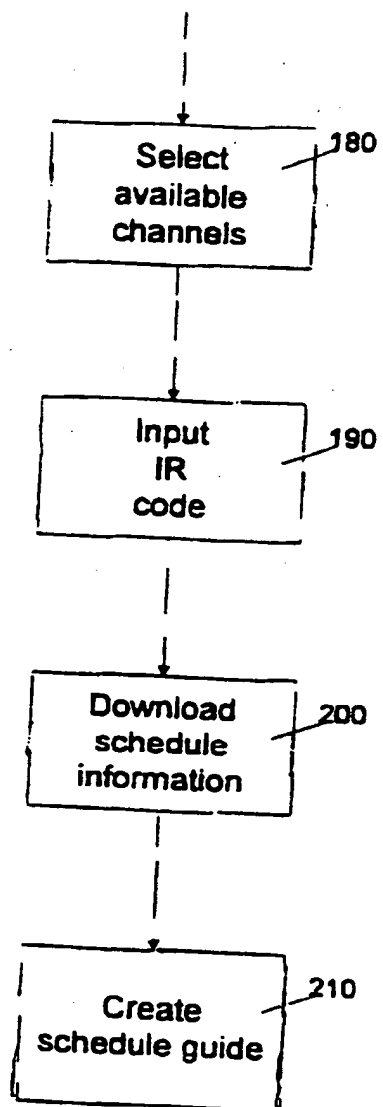 Select
available
channels
180
Input
IR
code
190
Download
schedule
information
200
Create
schedule guide
210